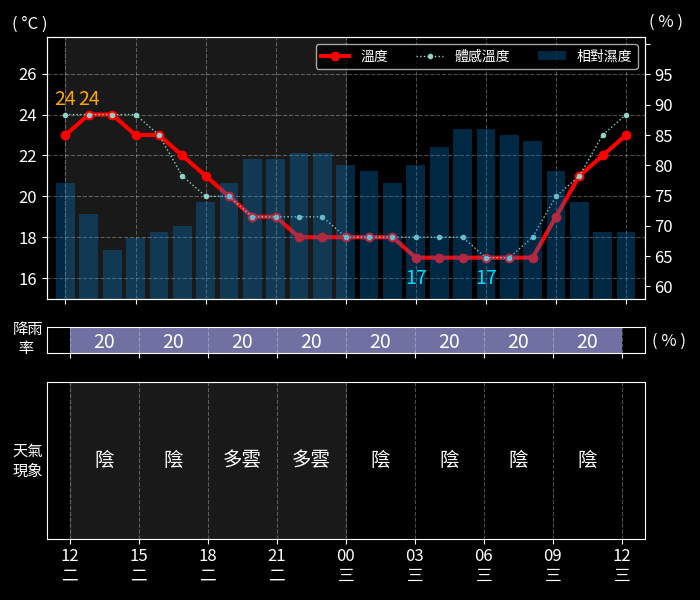 ( °C )
( % )
溫度 體感溫度 相對濕度
26
24
22
20
18
16
95
90
85
80
75
70
65
60
24 24
17 17
降雨率
20 20 20 20 20 20 20 20
( % )
天氣現象
陰 陰 多雲 多雲 陰 陰 陰 陰
12 15 18 21 00 03 06 09 12
二 二 二 二 三 三 三 三 三